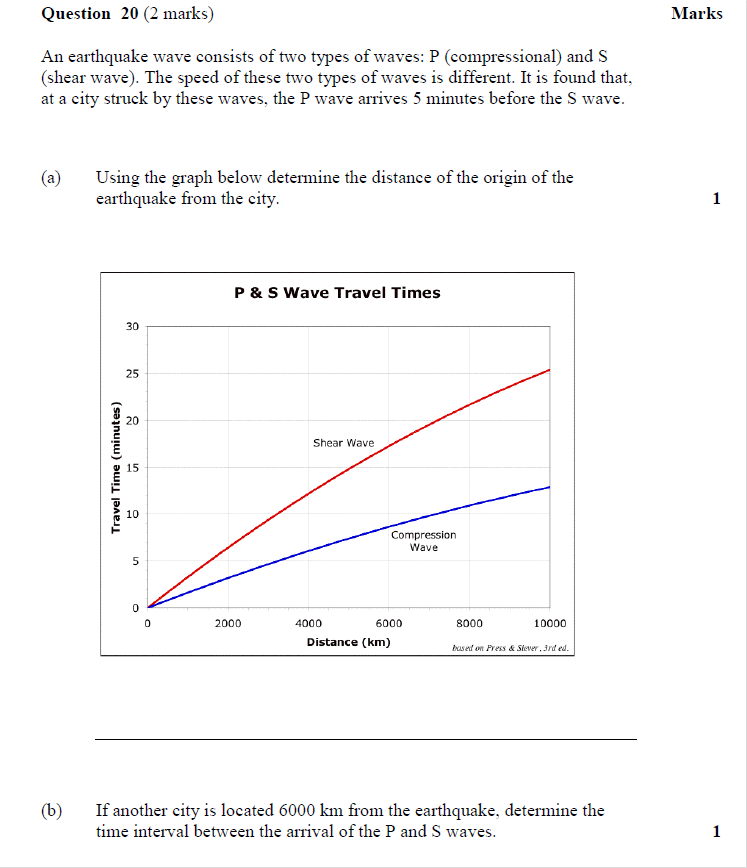 Question 20 (2 marks)
Marks
An earthquake wave consists of two types of waves: P (compressional) and S
(shear wave). The speed of these two types of waves is different. It is found that,
at a city struck by these waves, the P wave arrives 5 minutes before the S wave.
(a) Using the graph below determine the distance of the origin of the
earthquake from the city.
1
P & S Wave Travel Times
Travel Time (minutes)
30
25
20
15
10
5
0
Shear Wave
Compression
Wave
0 2000 4000 6000 8000 10000
Distance (km)
based on Press & Siever, 3rd ed.
(b) If another city is located 6000 km from the earthquake, determine the
time interval between the arrival of the P and S waves.
1